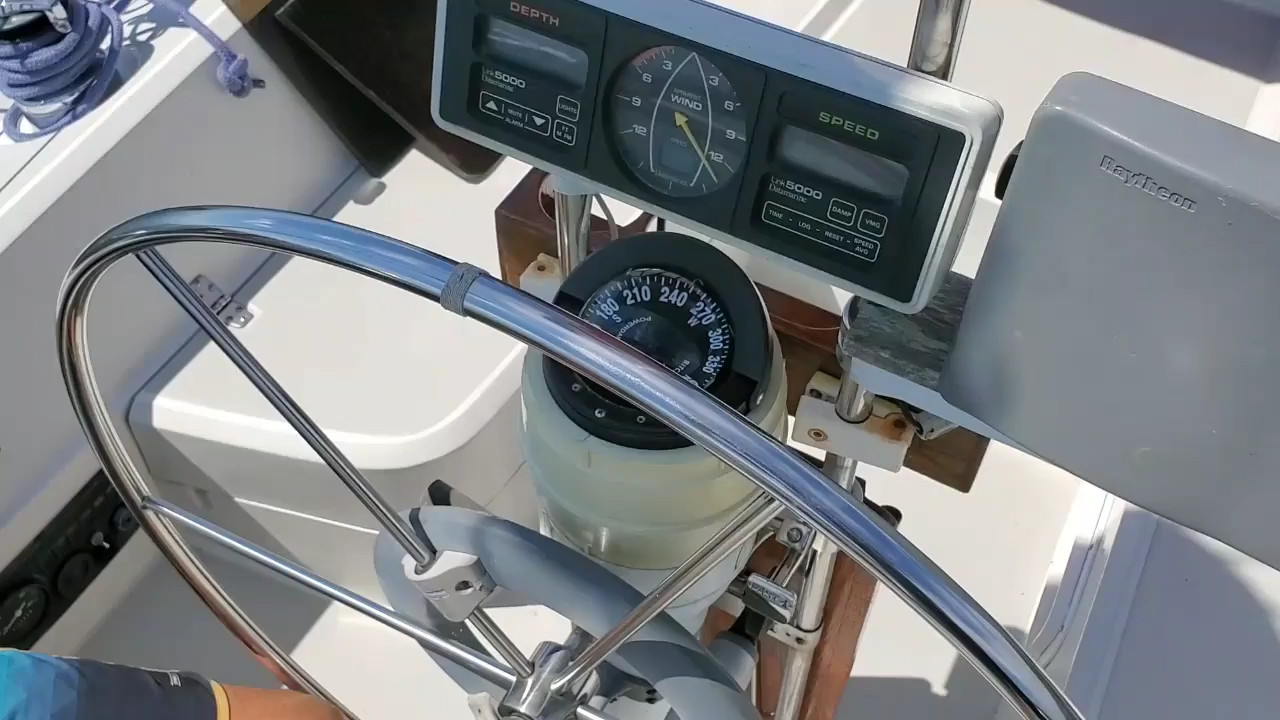 DEPTH
Link5000
Datamarine
LIGHTS
MUTE
ALARM
FT
M FM
3 3
6 6
9 9
12 12
APPARENT
WIND
SPEED
Link5000
Datamarine
DAMP VMG
TIME - LOG - RESET - SPEED
AVG
Raytheon
180 210 240 270 300 330
S W